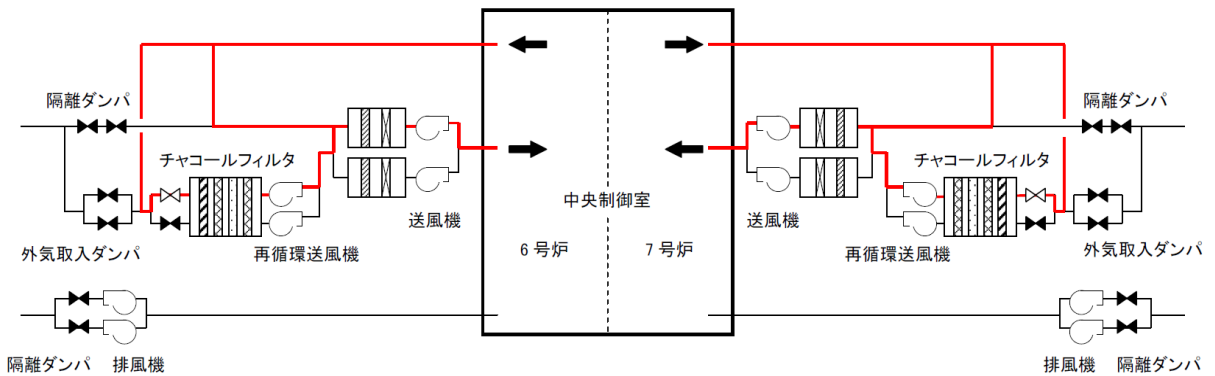 隔離ダンパ
隔離ダンパ
チャコールフィルタ
チャコールフィルタ
中央制御室
送風機
送風機
外気取入ダンパ
再循環送風機
6号炉
7号炉
再循環送風機
外気取入ダンパ
隔離ダンパ
排風機
排風機
隔離ダンパ